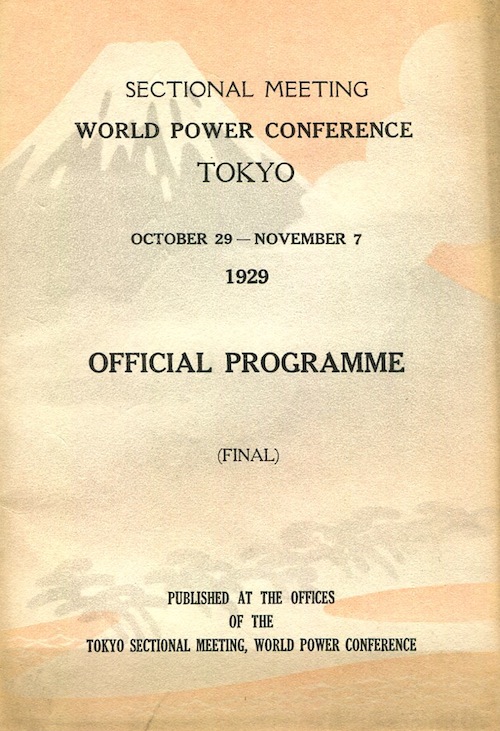 SECTIONAL MEETING
WORLD POWER CONFERENCE
TOKYO
OCTOBER 29 — NOVEMBER 7
1929
OFFICIAL PROGRAMME
(FINAL)
PUBLISHED AT THE OFFICES
OF THE
TOKYO SECTIONAL MEETING, WORLD POWER CONFERENCE